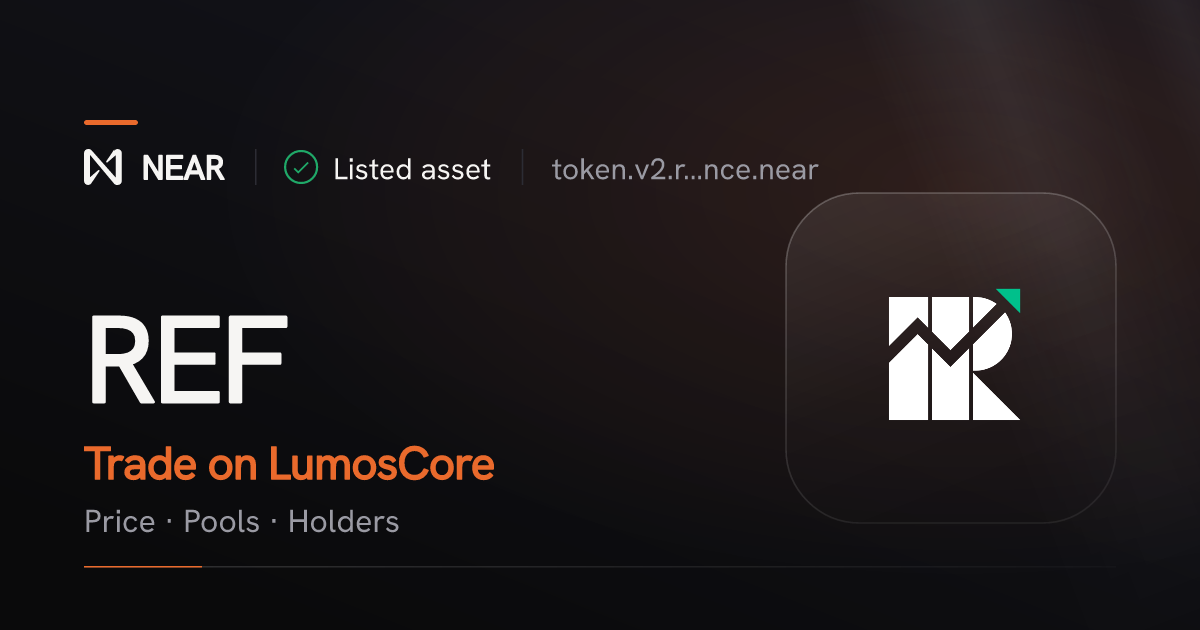 NEAR Listed asset token.v2.r...nce.near
REF
Trade on LumosCore
Price · Pools · Holders